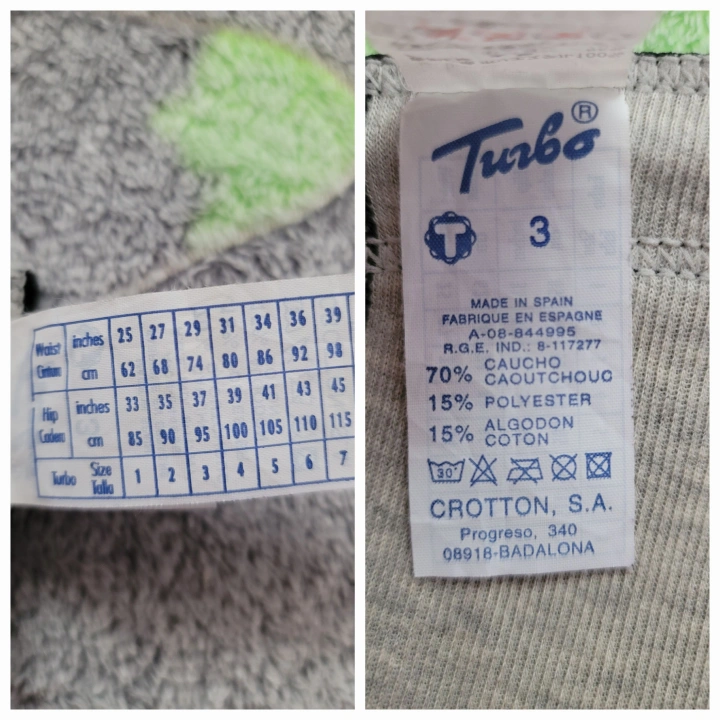 Waist inches 25 27 29 31 34 36 39
Cintura cm 62 68 74 80 86 92 98
Hip inches 33 35 37 39 41 43 45
Cadera cm 85 90 95 100 105 110 115
Turbo Size Talla 1 2 3 4 5 6 7
Turbo ®
T 3
MADE IN SPAIN
FABRIQUE EN ESPAGNE
A-08-844995
R.G.E. IND.: 8-117277
70% CAUCHO
CAOUTCHOUC
15% POLYESTER
15% ALGODON
COTON
30°
CROTTON, S.A.
Progreso, 340
08918-BADALONA